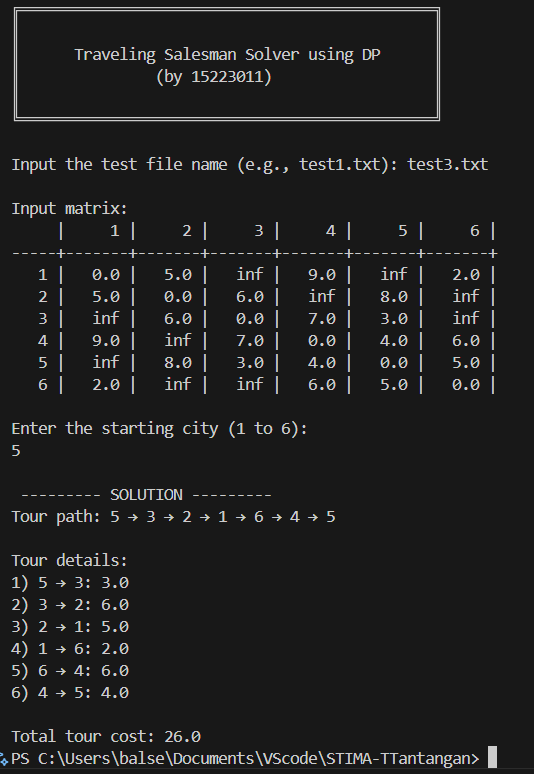 Traveling Salesman Solver using DP
(by 15223011)
Input the test file name (e.g., test1.txt): test3.txt
Input matrix:
     |     1 |     2 |     3 |     4 |     5 |     6 |
-----+-------+-------+-------+-------+-------+-------+
   1 |   0.0 |   5.0 |   inf |   9.0 |   inf |   2.0 |
   2 |   5.0 |   0.0 |   6.0 |   inf |   8.0 |   inf |
   3 |   inf |   6.0 |   0.0 |   7.0 |   3.0 |   inf |
   4 |   9.0 |   inf |   7.0 |   0.0 |   4.0 |   6.0 |
   5 |   inf |   8.0 |   3.0 |   4.0 |   0.0 |   5.0 |
   6 |   2.0 |   inf |   inf |   6.0 |   5.0 |   0.0 |
Enter the starting city (1 to 6):
5
--------- SOLUTION ---------
Tour path: 5 → 3 → 2 → 1 → 6 → 4 → 5
Tour details:
1) 5 → 3: 3.0
2) 3 → 2: 6.0
3) 2 → 1: 5.0
4) 1 → 6: 2.0
5) 6 → 4: 6.0
6) 4 → 5: 4.0
Total tour cost: 26.0
PS C:\Users\balse\Documents\VScode\STIMA-TTantangan>